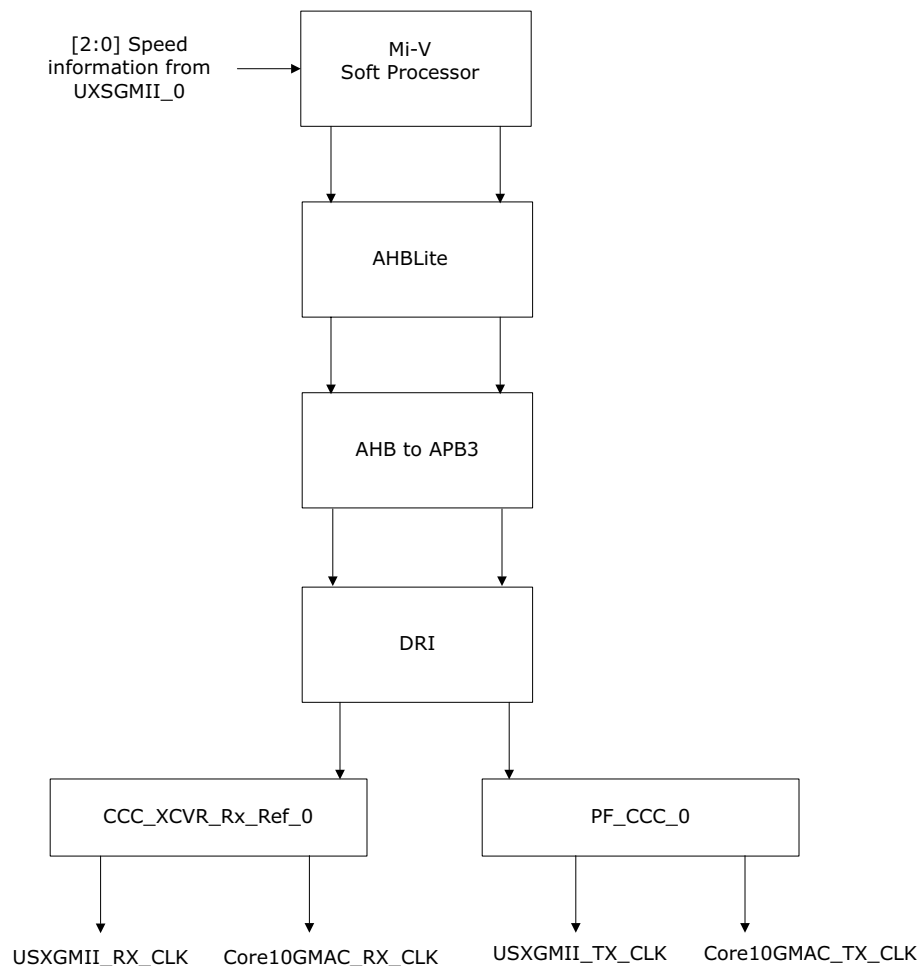 [2:0] Speed
information from
UXSGMII_0
Mi-V
Soft Processor
AHBLite
AHB to APB3
DRI
CCC_XCVR_Rx_Ref_0
PF_CCC_0
USXGMII_RX_CLK
Core10GMAC_RX_CLK
USXGMII_TX_CLK
Core10GMAC_TX_CLK